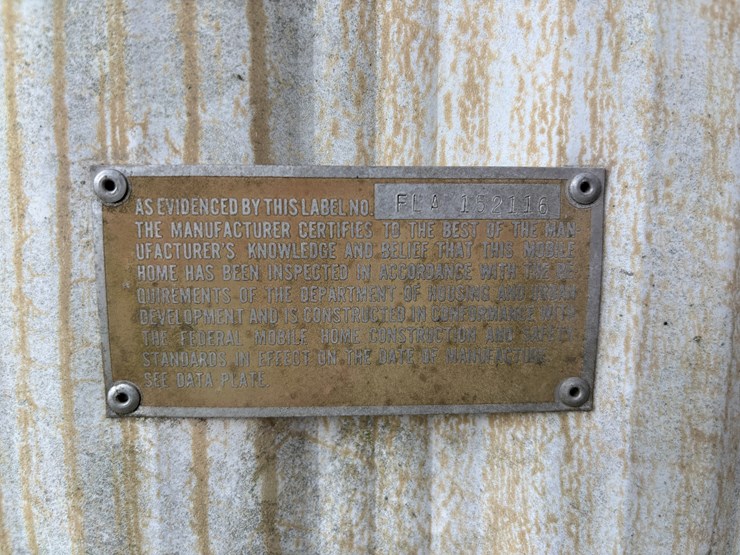 AS EVIDENCED BY THIS LABEL NO. FLA 152116
THE MANUFACTURER CERTIFIES TO THE BEST OF THE MAN-
UFACTURER'S KNOWLEDGE AND BELIEF THAT THIS MOBILE
HOME HAS BEEN INSPECTED IN ACCORDANCE WITH THE RE-
QUIREMENTS OF THE DEPARTMENT OF HOUSING AND URBAN
DEVELOPMENT AND IS CONSTRUCTED IN CONFORMANCE WITH
THE FEDERAL MOBILE HOME CONSTRUCTION AND SAFETY
STANDARDS IN EFFECT ON THE DATE OF MANUFACTURE.
SEE DATA PLATE.